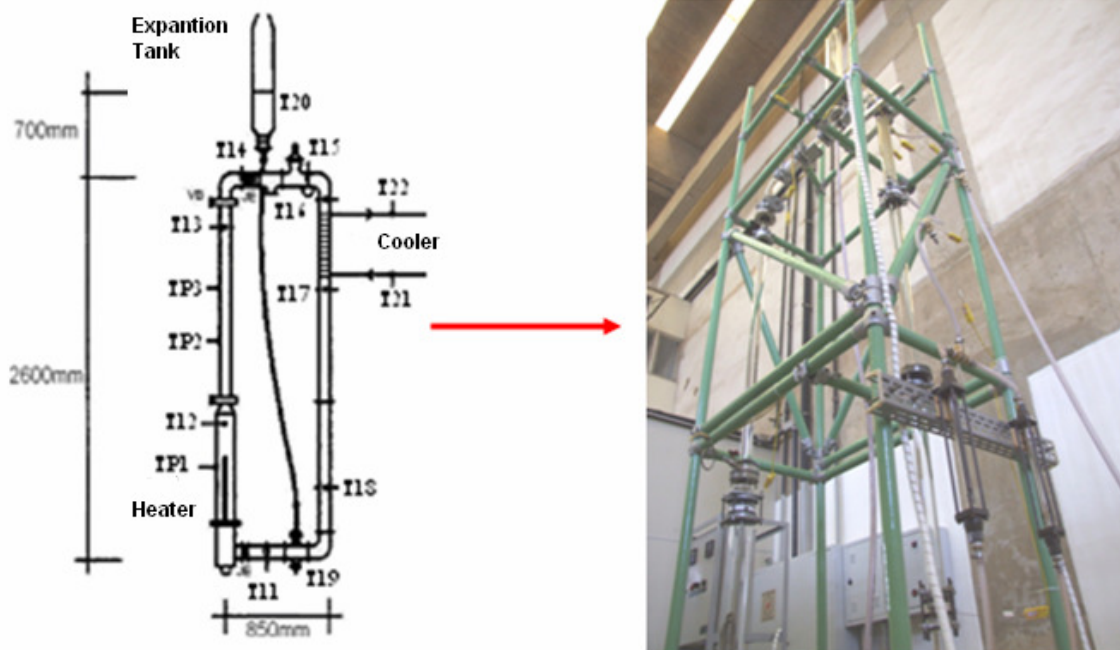 Expantion
Tank
T20
700mm
T14
T15
VB
T22
T13
T16
Cooler
TP3
T17
T21
TP2
2600mm
T12
TP1
T18
Heater
T11
T19
850mm